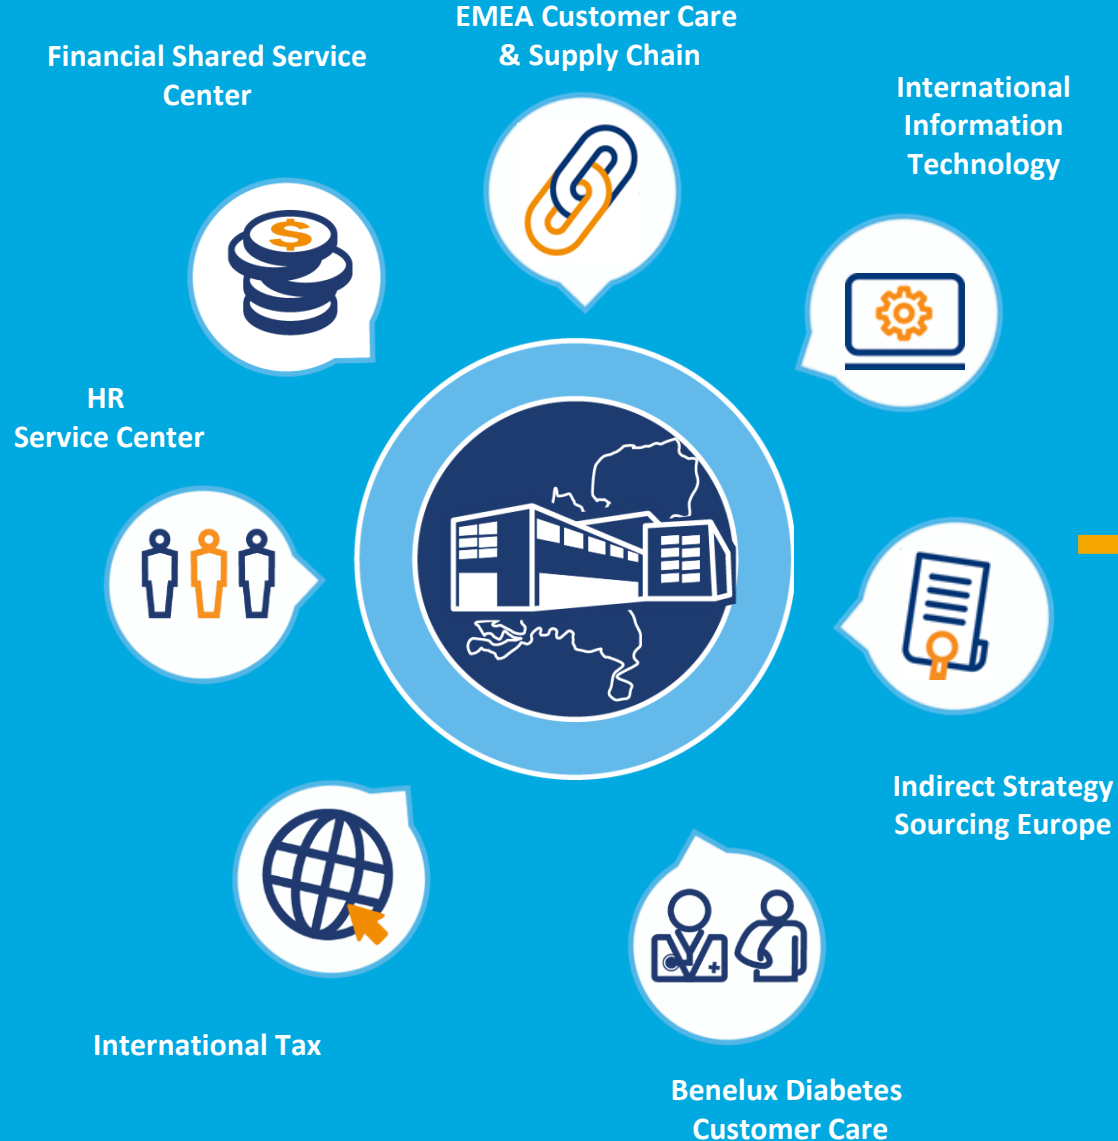 EMEA Customer Care
& Supply Chain
Financial Shared Service
Center
International
Information
Technology
$
HR
Service Center
Indirect Strategy
Sourcing Europe
International Tax
Benelux Diabetes
Customer Care